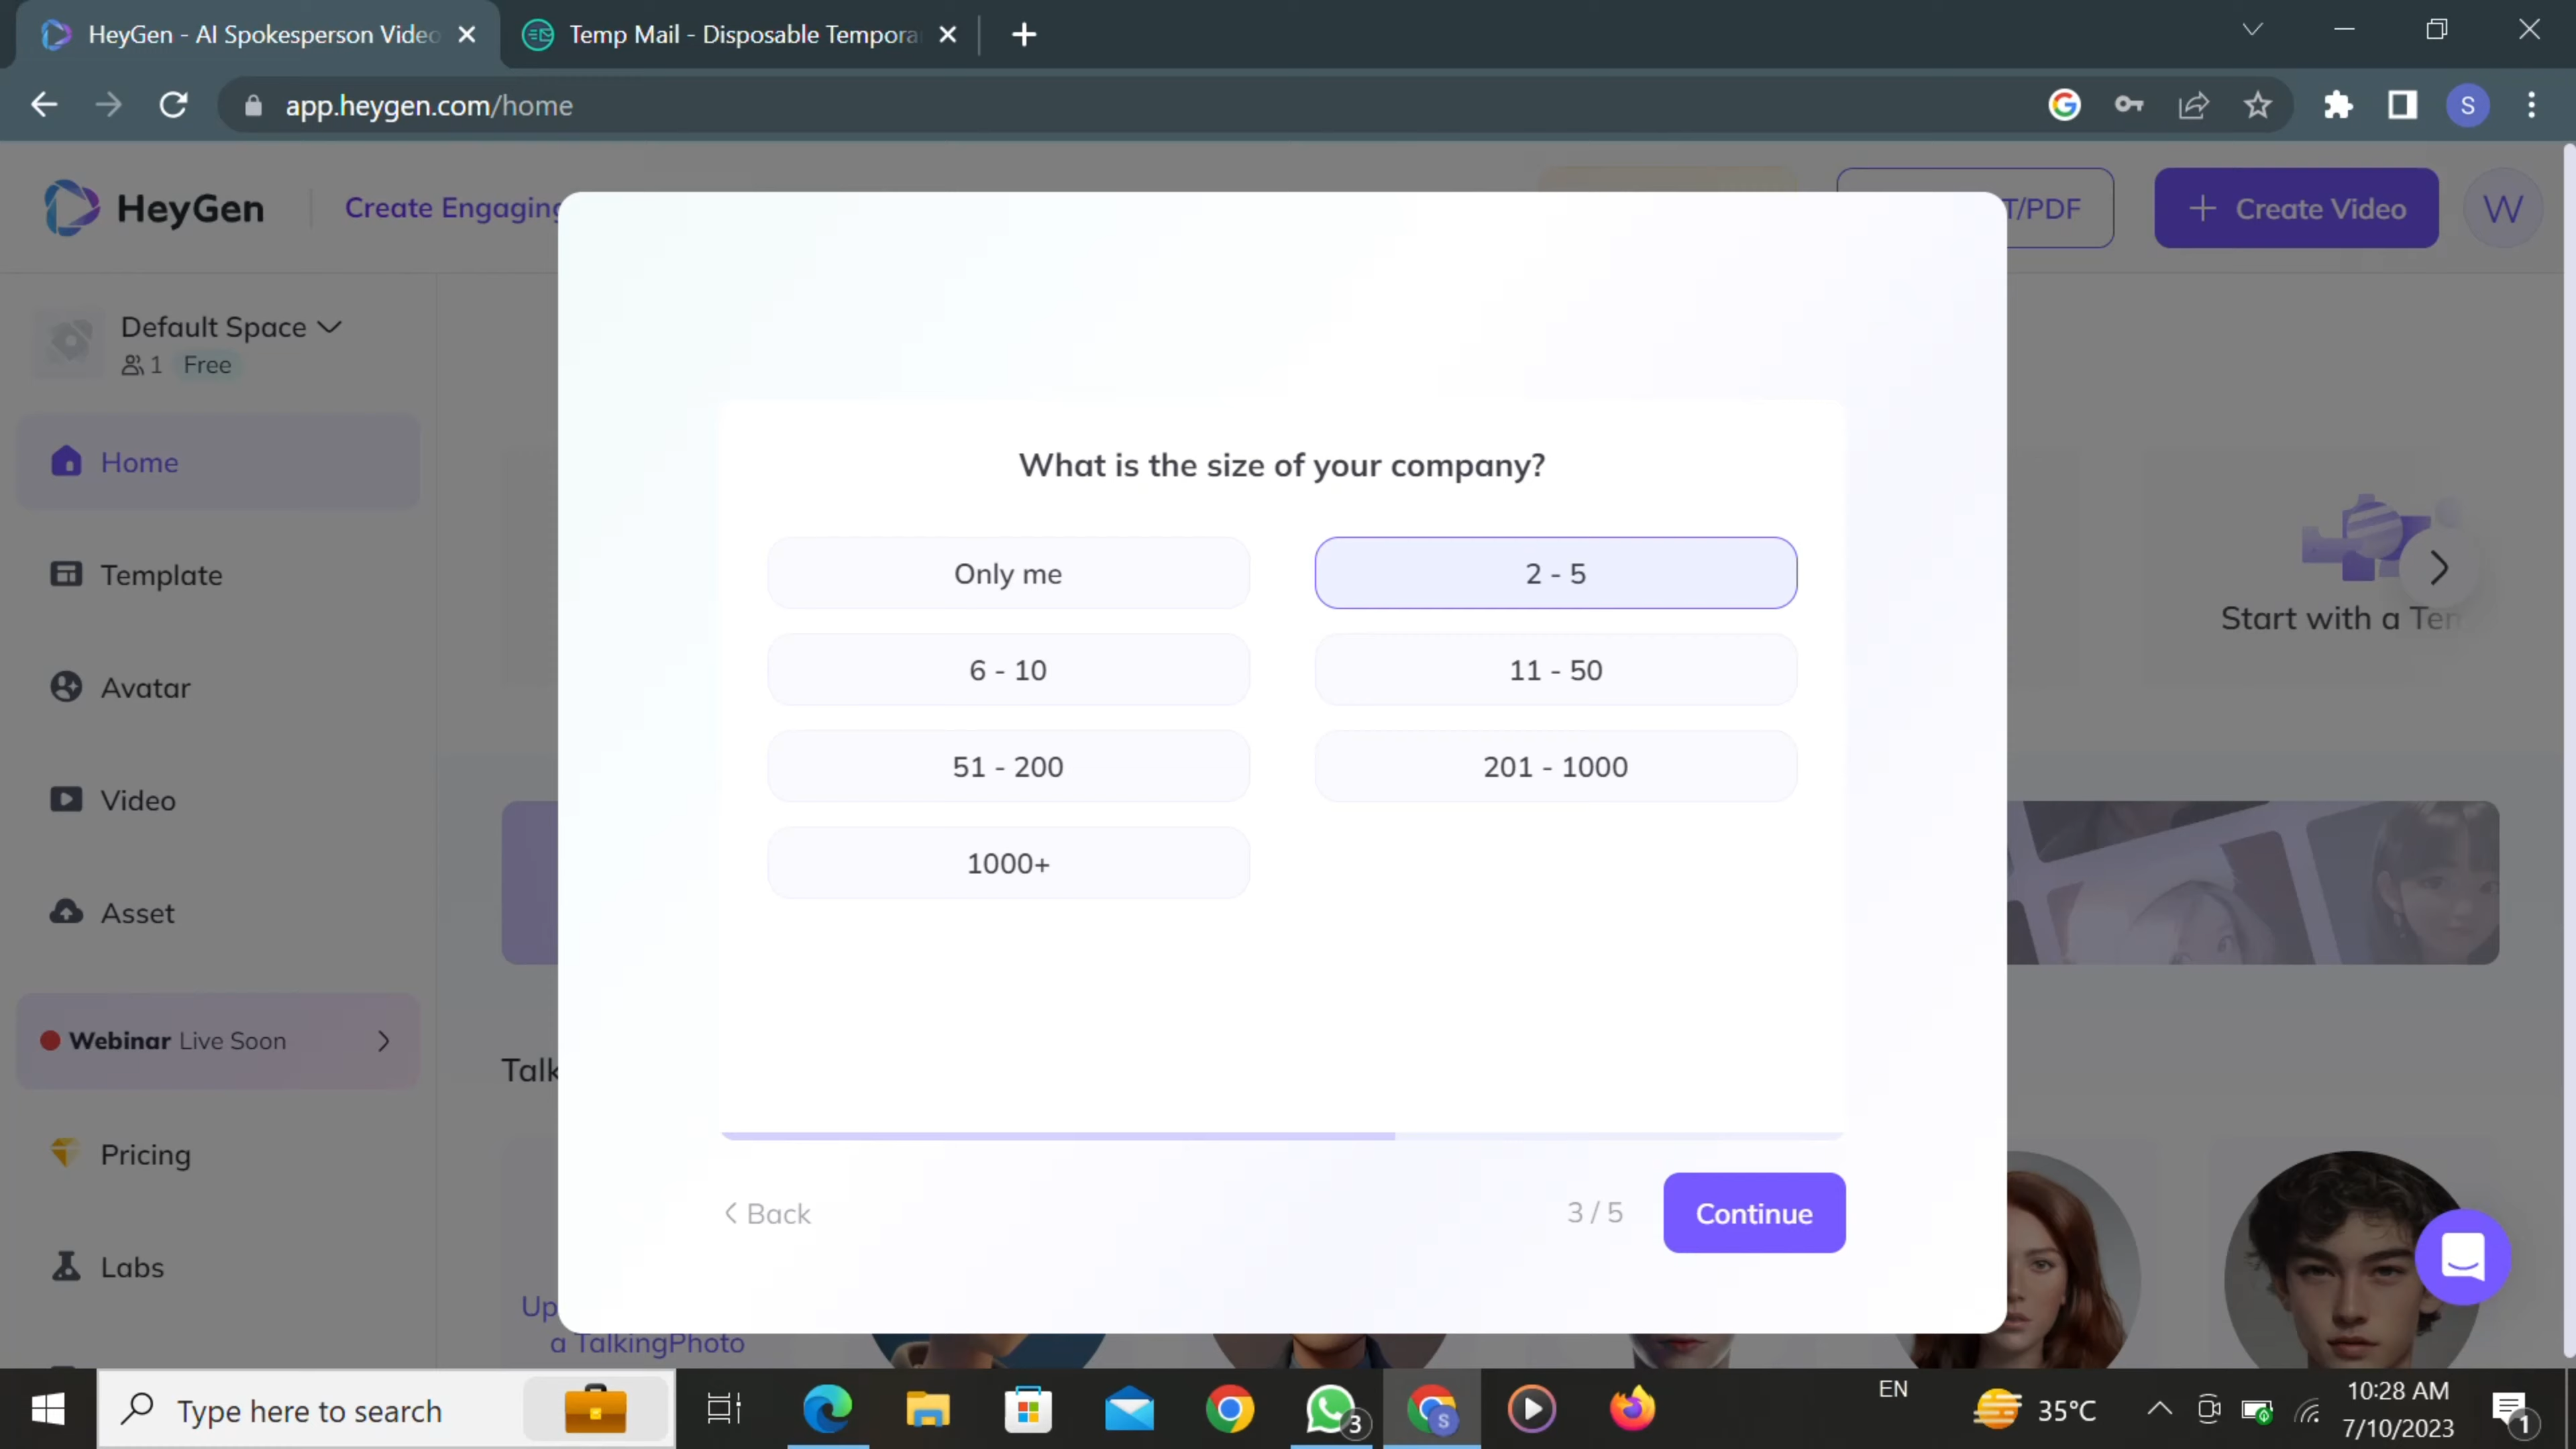 HeyGen - AI Spokesperson Video
Temp Mail - Disposable Tempora
app.heygen.com/home
S
HeyGen
Create Engaging
T/PDF
+ Create Video
W
Default Space
1 Free
Home
Template
Avatar
Video
Asset
Webinar Live Soon
Pricing
Labs
What is the size of your company?
Only me
2 - 5
6 - 10
11 - 50
51 - 200
201 - 1000
1000+
Back
3 / 5
Continue
Start with a Tem
Talk
Up
a TalkingPhoto
Type here to search
3
S
EN
35°C
10:28 AM
7/10/2023
1